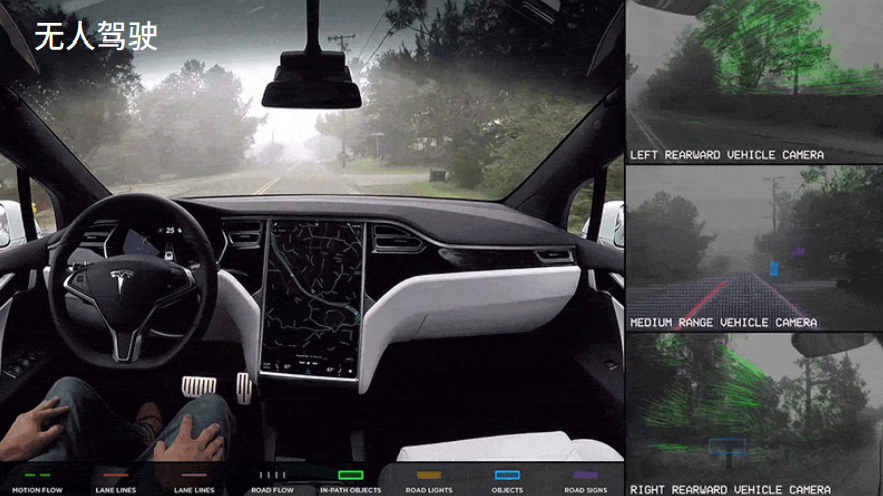 无人驾驶
LEFT REARWARD VEHICLE CAMERA
25
MEDIUM RANGE VEHICLE CAMERA
RIGHT REARWARD VEHICLE CAMERA
MOTION FLOW
LANE LINES
LANE LINES
ROAD FLOW
IN-PATH OBJECTS
ROAD LIGHTS
OBJECTS
ROAD SIGNS